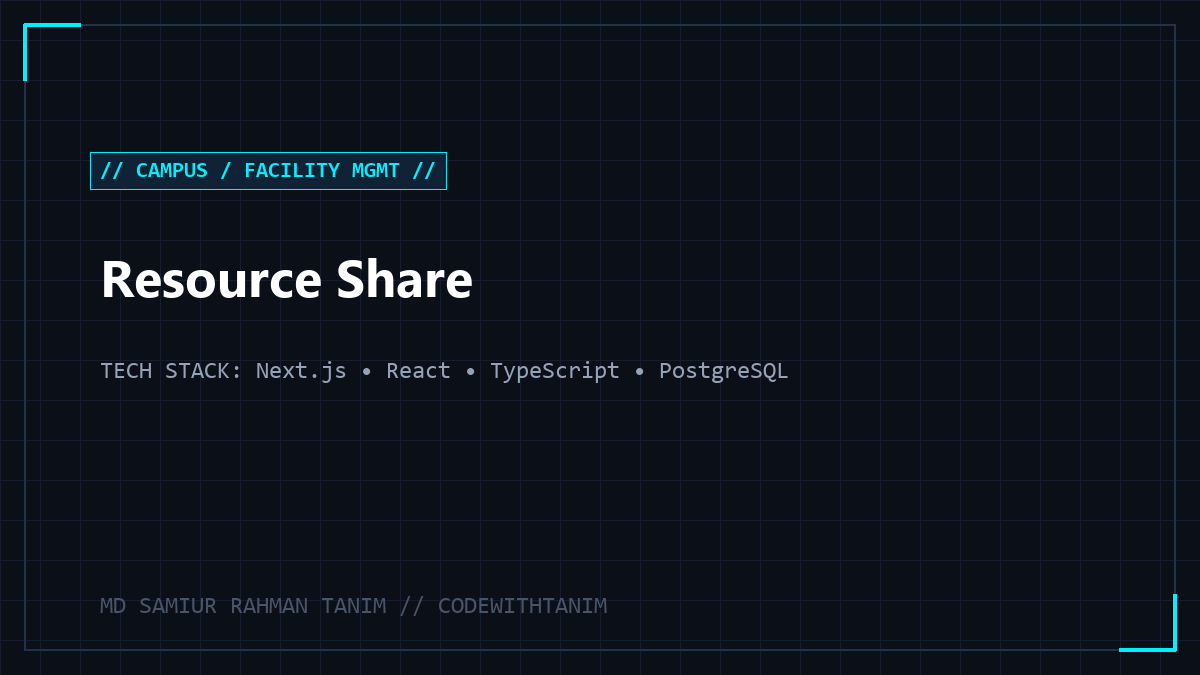 // CAMPUS / FACILITY MGMT //
Resource Share
TECH STACK: Next.js • React • TypeScript • PostgreSQL
MD SAMIUR RAHMAN TANIM // CODEWITHTANIM